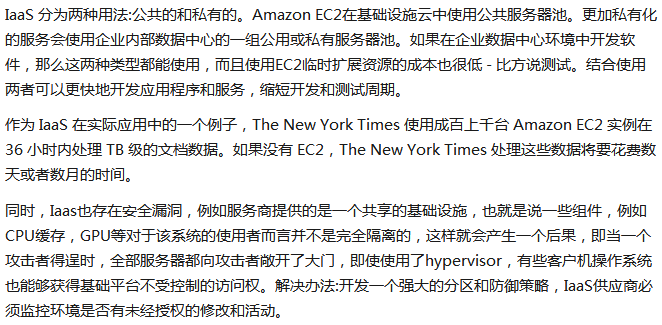 IaaS 分为两种用法:公共的和私有的。Amazon EC2在基础设施云中使用公共服务器池。更加私有化
的服务会使用企业内部数据中心的一组公用或私有服务器池。如果在企业数据中心环境中开发软
件，那么这两种类型都能使用，而且使用EC2临时扩展资源的成本也很低 - 比方说测试。结合使用
两者可以更快地开发应用程序和服务，缩短开发和测试周期。
作为 IaaS 在实际应用中的一个例子，The New York Times 使用成百上千台 Amazon EC2 实例在
36 小时内处理 TB 级的文档数据。如果没有 EC2，The New York Times 处理这些数据将要花费数
天或者数月的时间。
同时，Iaas也存在安全漏洞，例如服务商提供的是一个共享的基础设施，也就是说一些组件，例如
CPU缓存，GPU等对于该系统的使用者而言并不是完全隔离的，这样就会产生一个后果，即当一个
攻击者得逞时，全部服务器都向攻击者敞开了大门，即使使用了hypervisor，有些客户机操作系统
也能够获得基础平台不受控制的访问权。解决办法:开发一个强大的分区和防御策略，IaaS供应商必
须监控环境是否有未经授权的修改和活动。